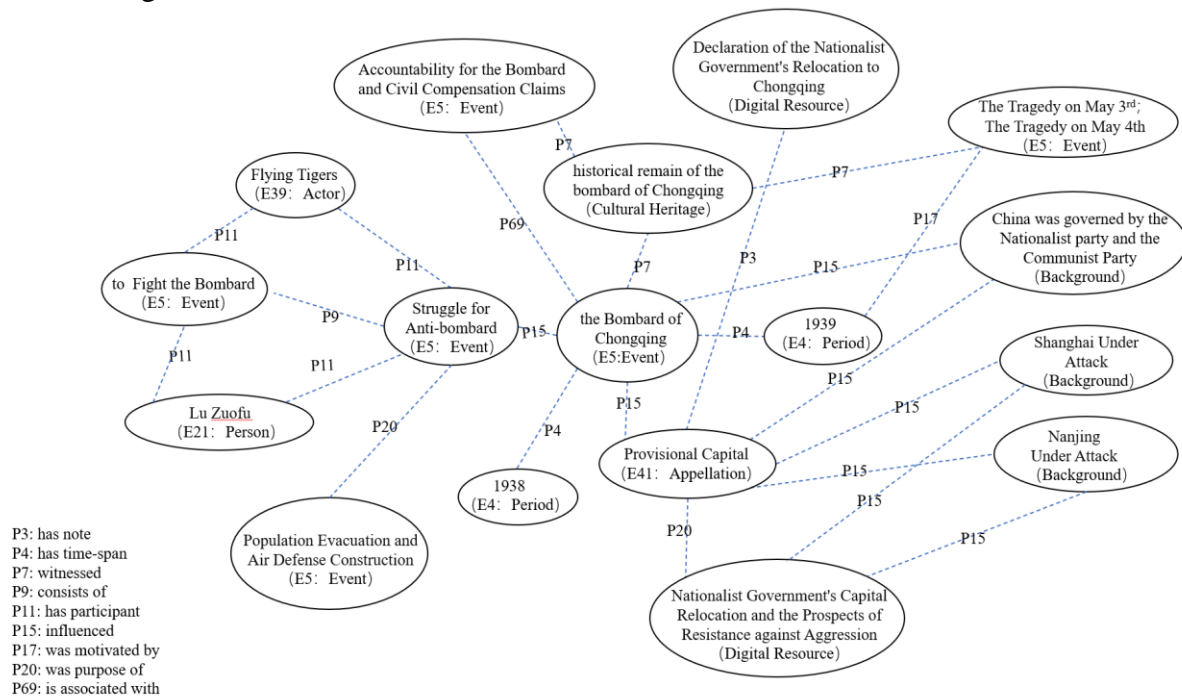 Declaration of the Nationalist
Government's Relocation to
Chongqing
(Digital Resource)
Accountability for the Bombard
and Civil Compensation Claims
(E5: Event)
The Tragedy on May 3rd;
The Tragedy on May 4th
(E5: Event)
P7
Flying Tigers
(E39: Actor)
historical remain of the
bombard of Chongqing
(Cultural Heritage)
P7
P69
P17
China was governed by the
Nationalist party and the
Communist Party
(Background)
P11
P11
P7
P3
P15
to Fight the Bombard
(E5: Event)
P9
Struggle for
Anti-bombard
(E5: Event)
P15
the Bombard of
Chongqing
(E5:Event)
P4
1939
(E4: Period)
Shanghai Under
Attack
(Background)
P11
P11
P15
P15
P15
Lu Zuofu
(E21: Person)
P20
P4
Provisional Capital
(E41: Appellation)
Nanjing
Under Attack
(Background)
P15
1938
(E4: Period)
P15
P20
P15
Population Evacuation and
Air Defense Construction
(E5: Event)
Nationalist Government's Capital
Relocation and the Prospects of
Resistance against Aggression
(Digital Resource)
P3: has note
P4: has time-span
P7: witnessed
P9: consists of
P11: has participant
P15: influenced
P17: was motivated by
P20: was purpose of
P69: is associated with